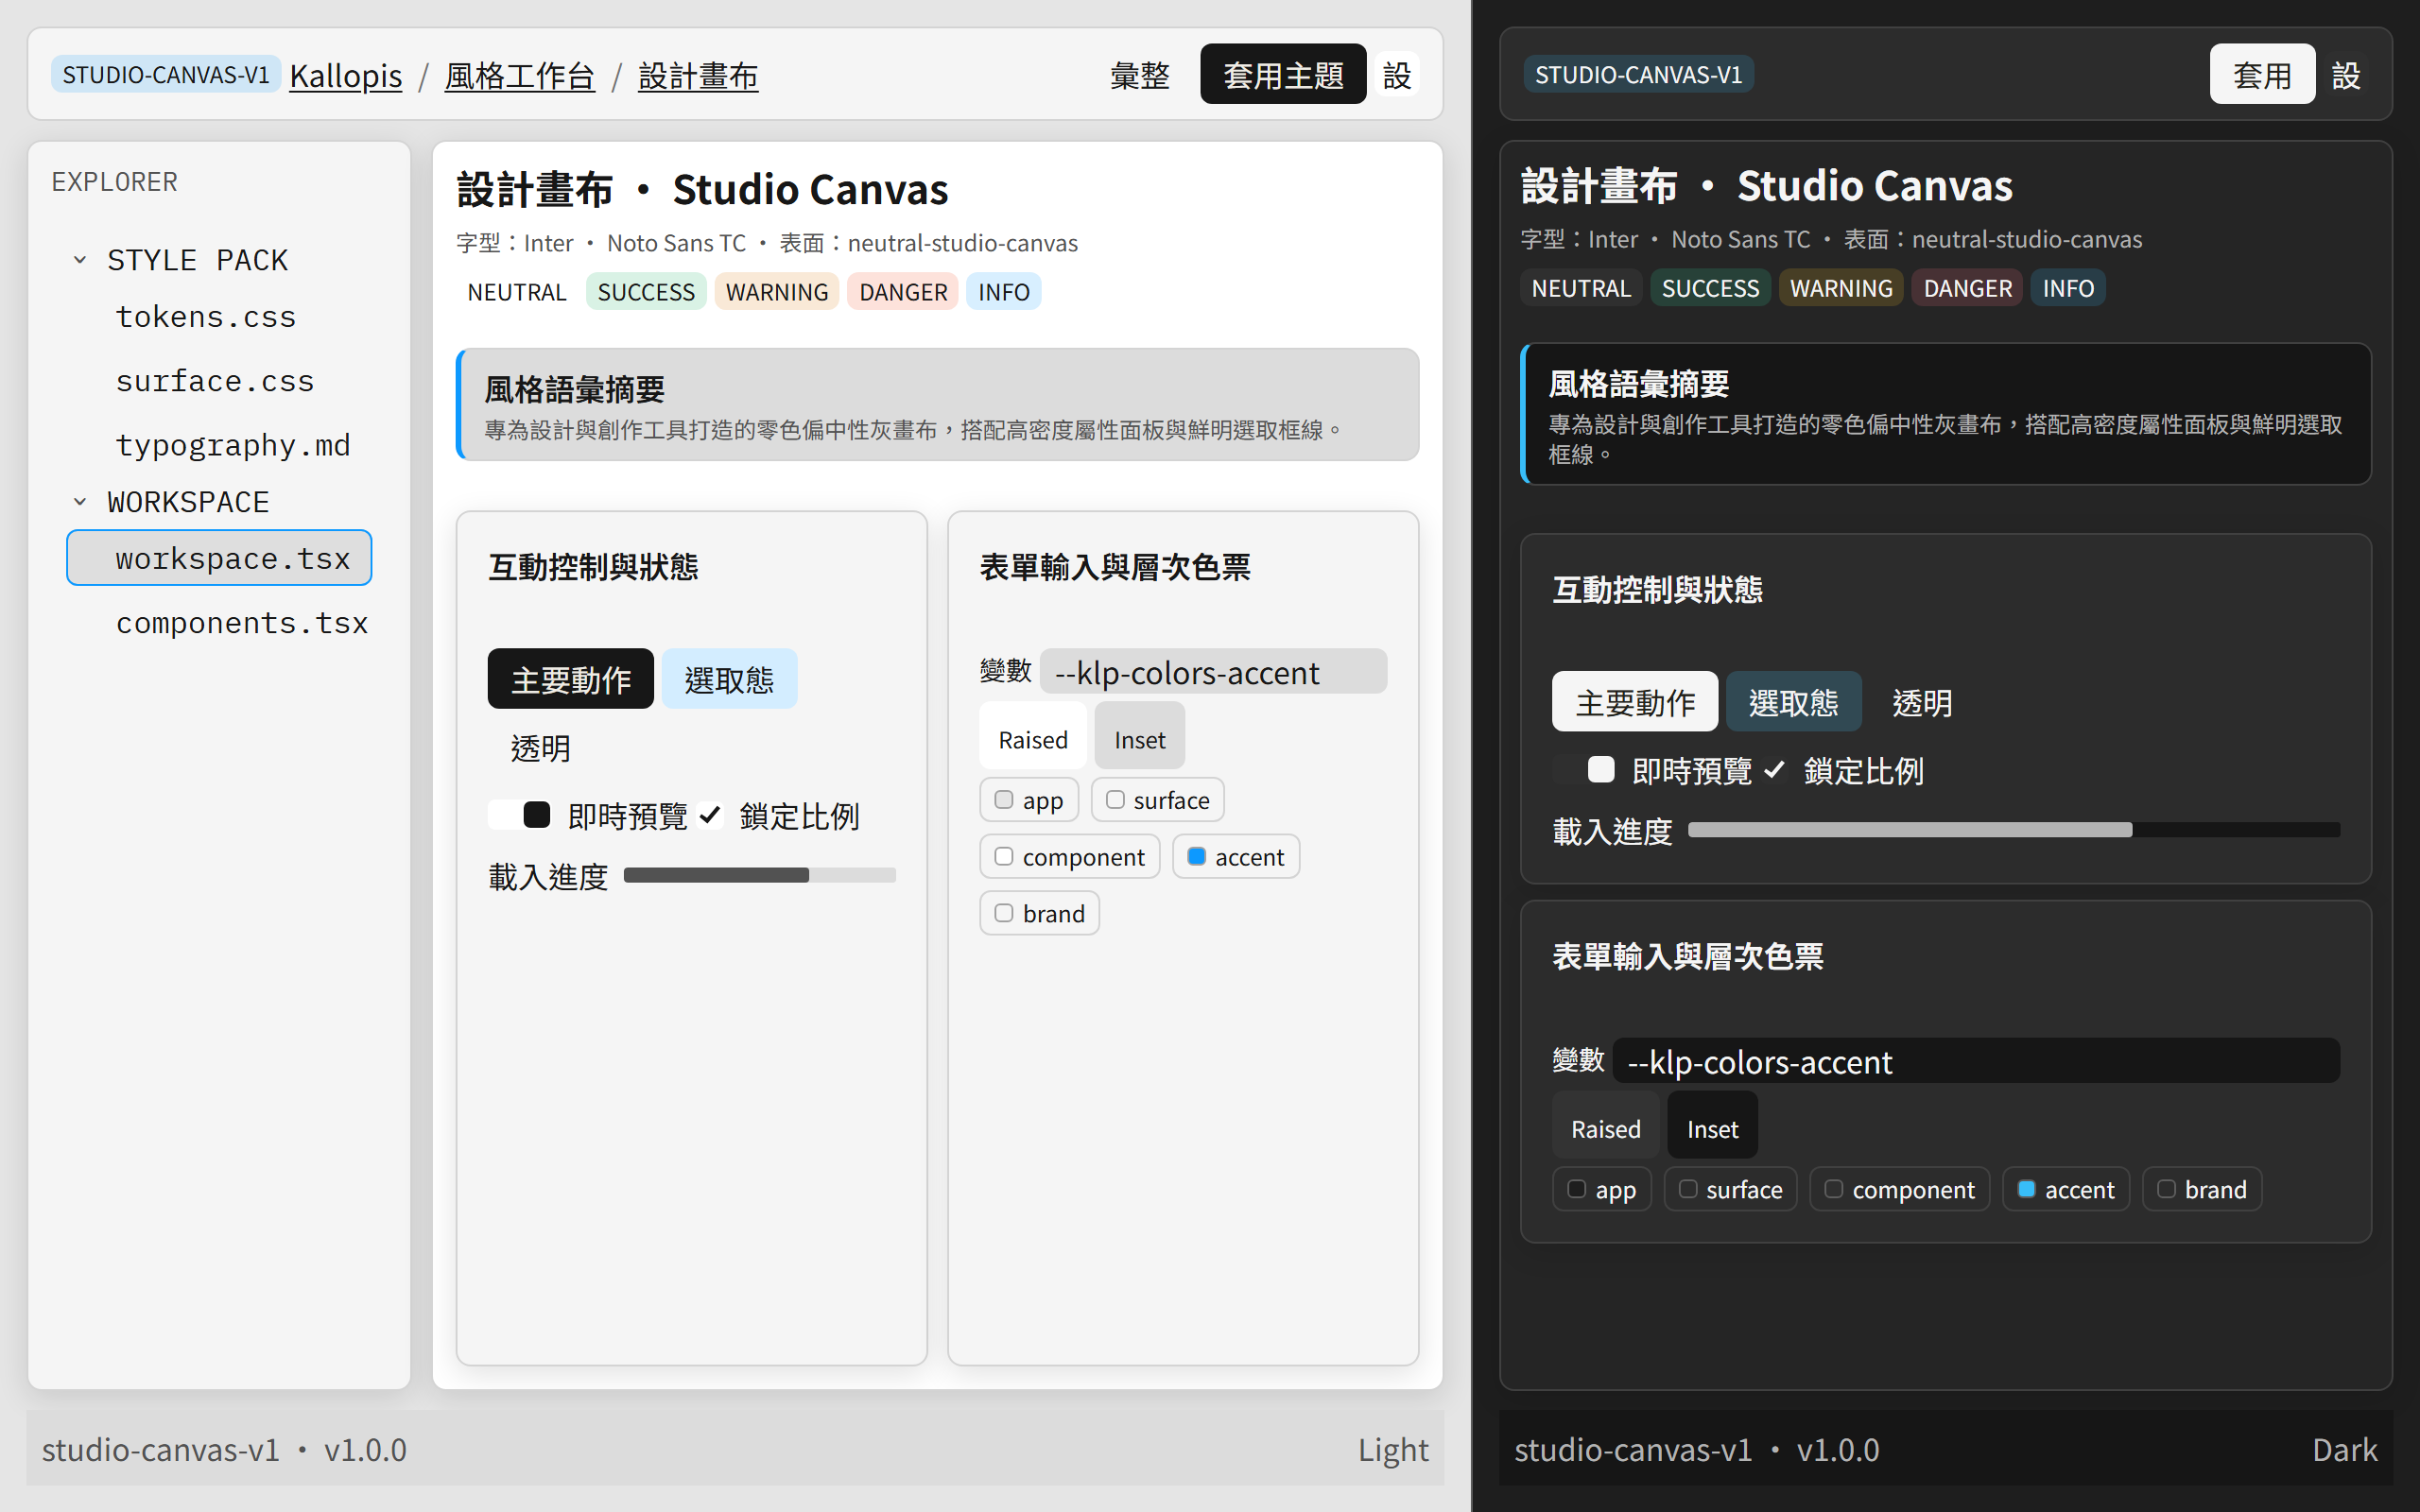 STUDIO-CANVAS-V1 Kallopis / 風格工作台 / 設計畫布 彙整 套用主題 設
EXPLORER
STYLE PACK
tokens.css
surface.css
typography.md
WORKSPACE
workspace.tsx
components.tsx
設計畫布 · Studio Canvas
字型：Inter · Noto Sans TC · 表面：neutral-studio-canvas
NEUTRAL SUCCESS WARNING DANGER INFO
風格語彙摘要
專為設計與創作工具打造的零色偏中性灰畫布，搭配高密度屬性面板與鮮明選取框線。
互動控制與狀態
主要動作 選取態
透明
即時預覽 鎖定比例
載入進度
表單輸入與層次色票
變數 --klp-colors-accent
Raised Inset
app surface
component accent
brand
studio-canvas-v1 · v1.0.0 Light
STUDIO-CANVAS-V1 套用 設
設計畫布 · Studio Canvas
字型：Inter · Noto Sans TC · 表面：neutral-studio-canvas
NEUTRAL SUCCESS WARNING DANGER INFO
風格語彙摘要
專為設計與創作工具打造的零色偏中性灰畫布，搭配高密度屬性面板與鮮明選取
框線。
互動控制與狀態
主要動作 選取態 透明
即時預覽 鎖定比例
載入進度
表單輸入與層次色票
變數 --klp-colors-accent
Raised Inset
app surface component accent brand
studio-canvas-v1 · v1.0.0 Dark